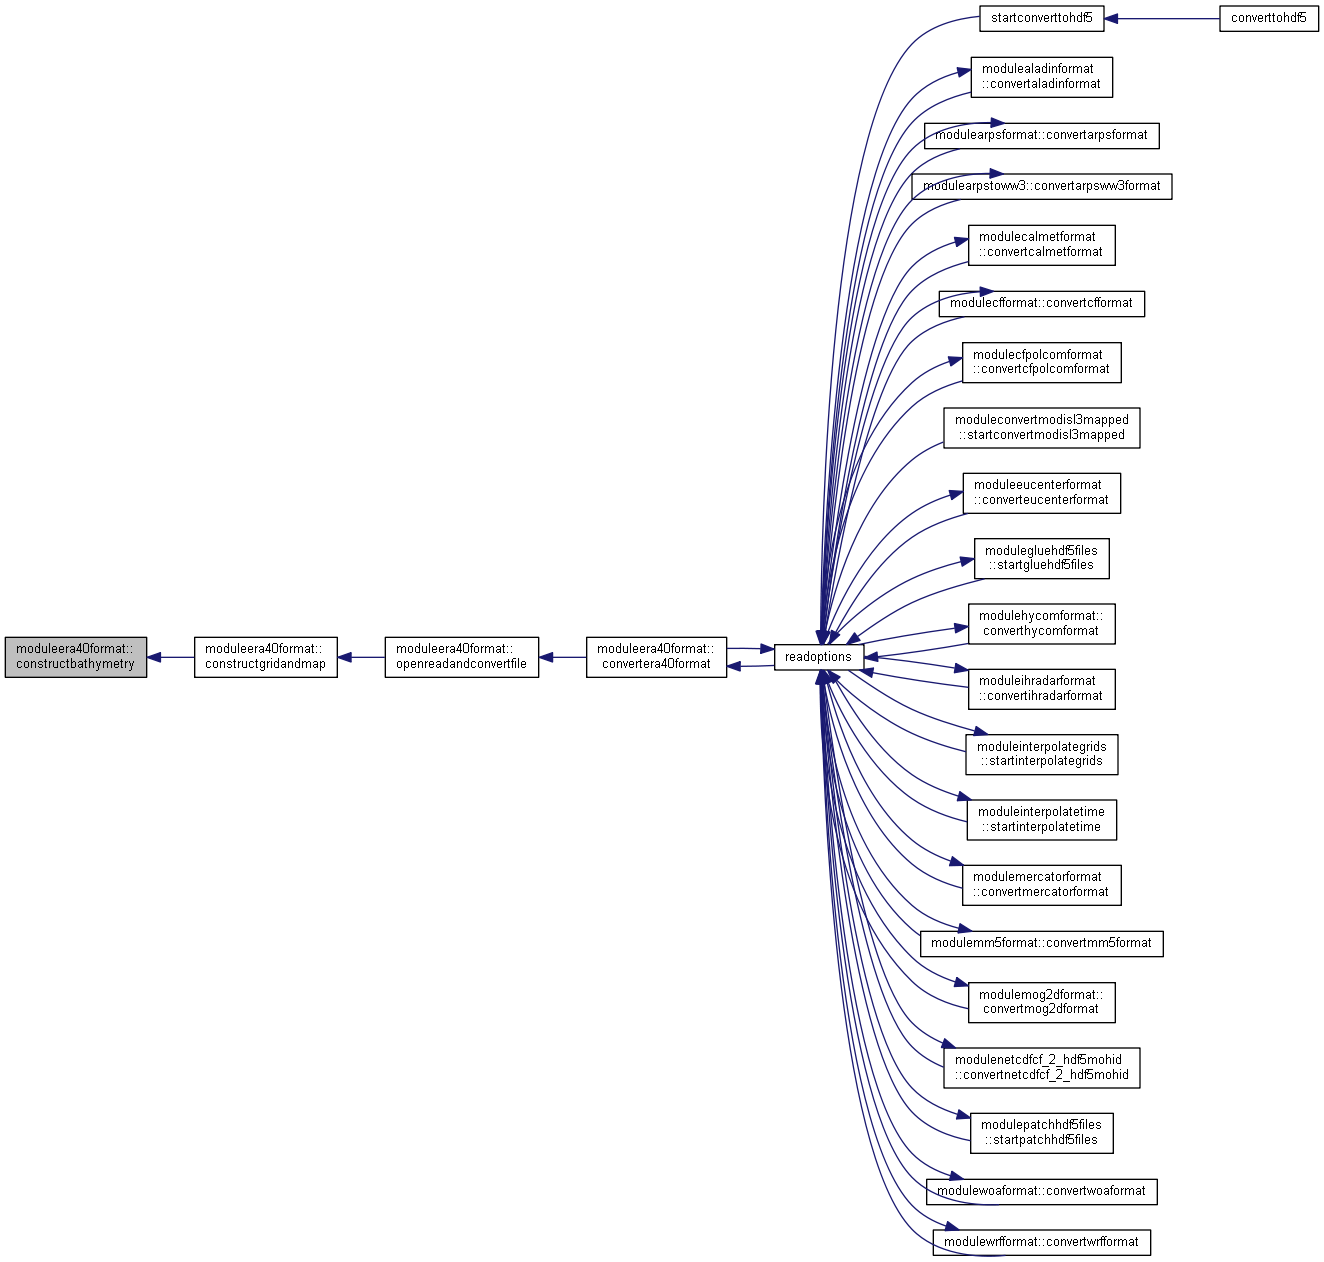 startconverttohdf5
converttohdf5
modulealadinformat
::convertaladinformat
modulearpsformat::convertarpsformat
modulearpstoww3::convertarpsww3format
modulecalmetformat
::convertcalmetformat
modulecfformat::convertcfformat
modulecfpolcomformat
::convertcfpolcomformat
moduleconvertmodisl3mapped
::startconvertmodisl3mapped
moduleeucenterformat
::converteucenterformat
modulegluehdf5files
::startgluehdf5files
modulehycomformat::
converthycomformat
moduleera40format::
constructbathymetry
moduleera40format::
constructgridandmap
moduleera40format::
openreadandconvertfile
moduleera40format::
convertera40format
readoptions
moduleihradarformat
::convertihradarformat
moduleinterpolategrids
::startinterpolategrids
moduleinterpolatetime
::startinterpolatetime
modulemercatorformat
::convertmercatorformat
modulemm5format::convertmm5format
modulemog2dformat::
convertmog2dformat
modulenetcdfcf_2_hdf5mohid
::convertnetcdfcf_2_hdf5mohid
modulepatchhdf5files
::startpatchhdf5files
modulewoaformat::convertwoaformat
modulewrfformat::convertwrfformat